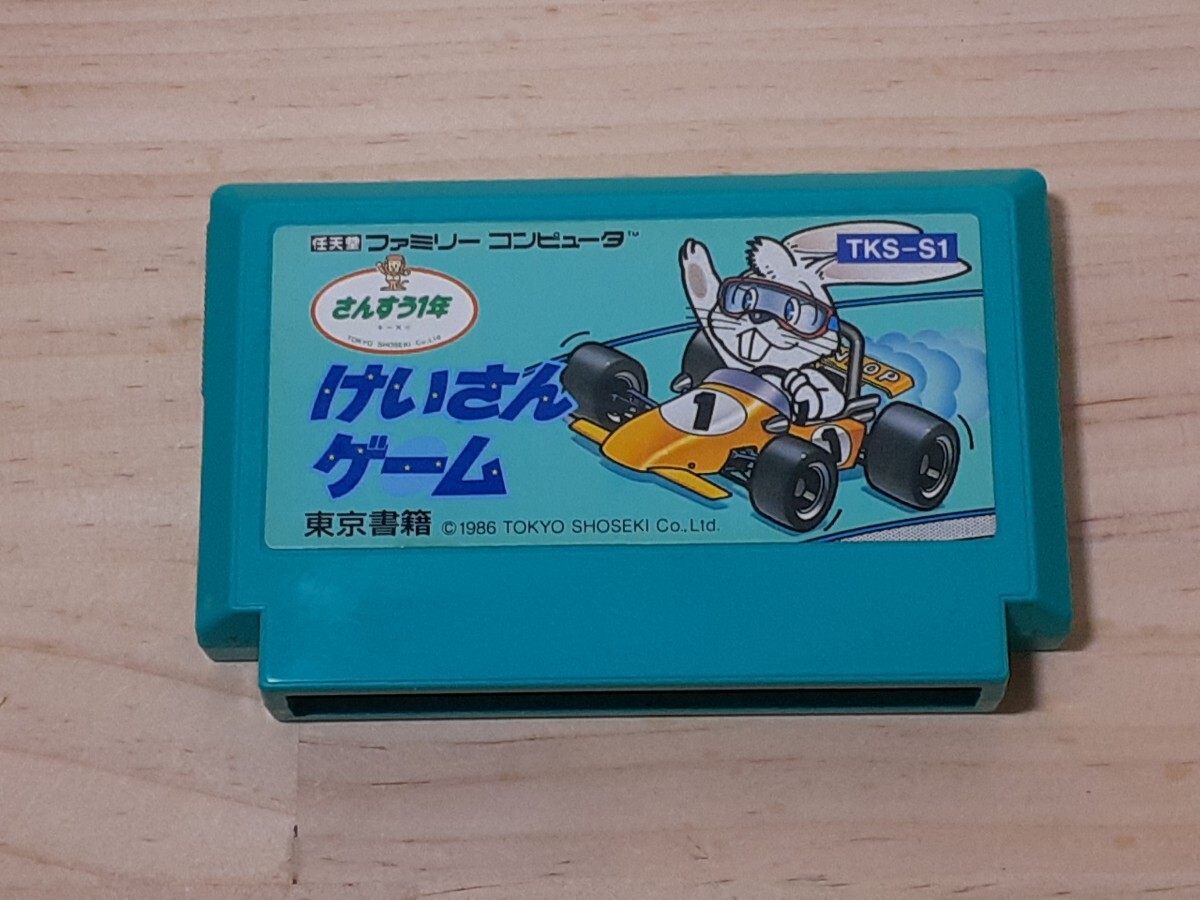 任天堂 ファミリー コンピュータ™
TKS-S1
さんすう1年
TOKYO SHOSEKI Co.,Ltd.
けいさん
ゲーム
1
1
東京書籍 ©1986 TOKYO SHOSEKI Co.,Ltd.